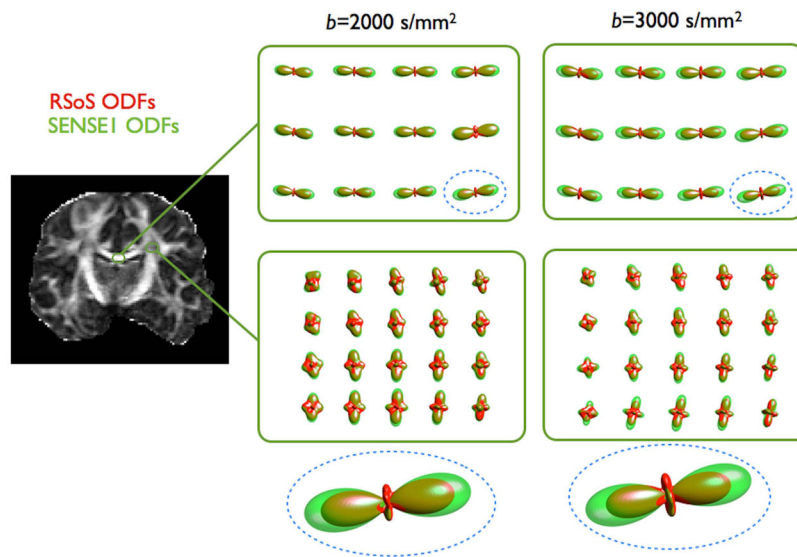 b=2000 s/mm²
b=3000 s/mm²
RSoS ODFs
SENSE1 ODFs